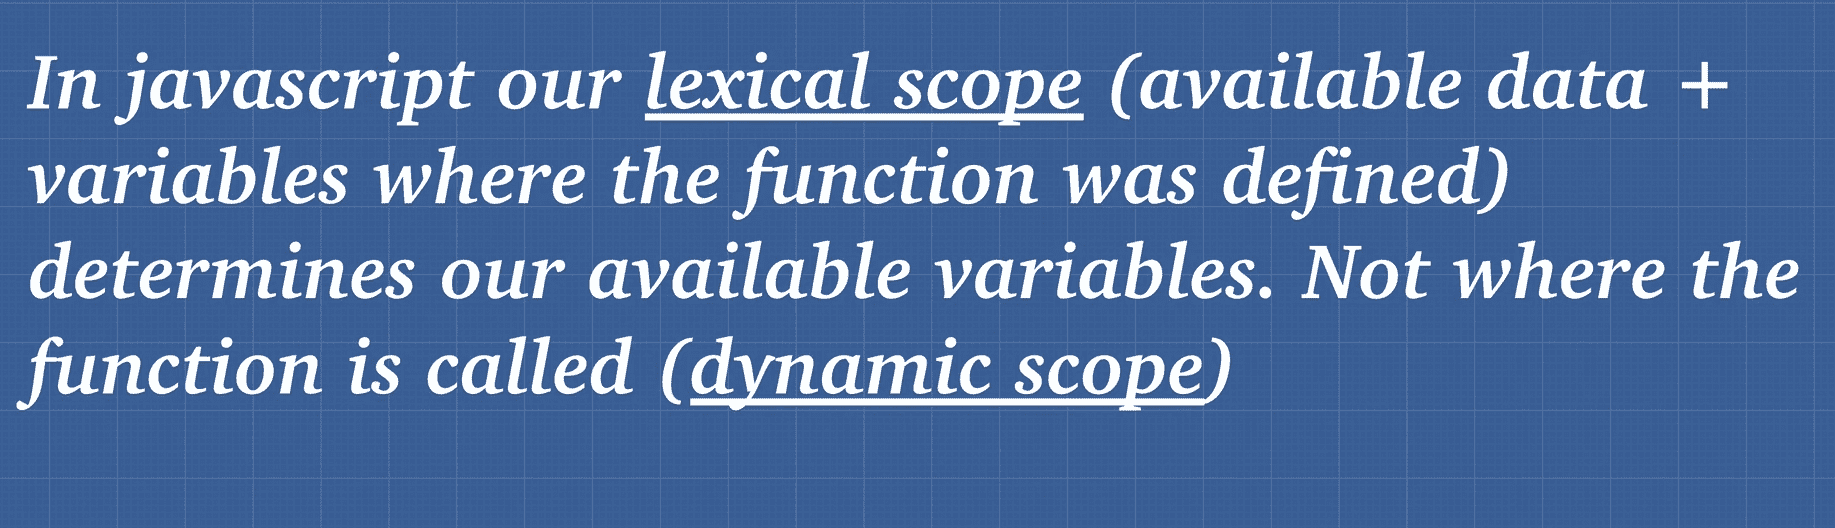 In javascript our lexical scope (available data +
variables where the function was defined)
determines our available variables. Not where the
function is called (dynamic scope)